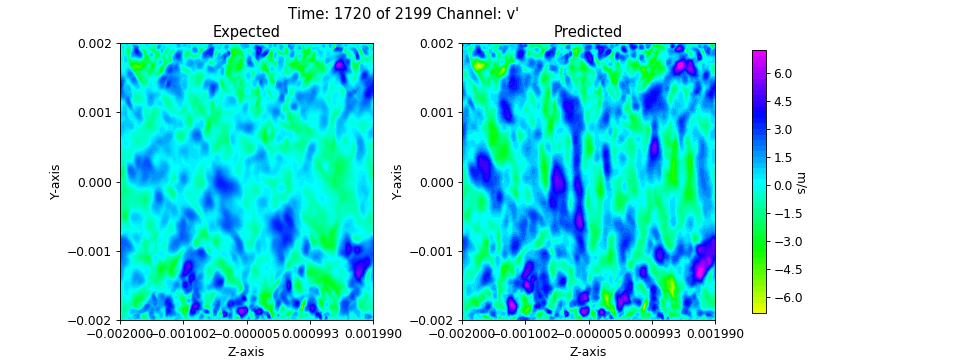 Time: 1720 of 2199 Channel: v'
Expected
Predicted
0.002
0.001
0.000
−0.001
−0.002
Y-axis
−0.002000 −0.001002 −0.000005 0.000993 0.001990
Z-axis
0.002
0.001
0.000
−0.001
−0.002
Y-axis
−0.002000 −0.001002 −0.000005 0.000993 0.001990
Z-axis
6.0
4.5
3.0
1.5
0.0
−1.5
−3.0
−4.5
−6.0
m/s